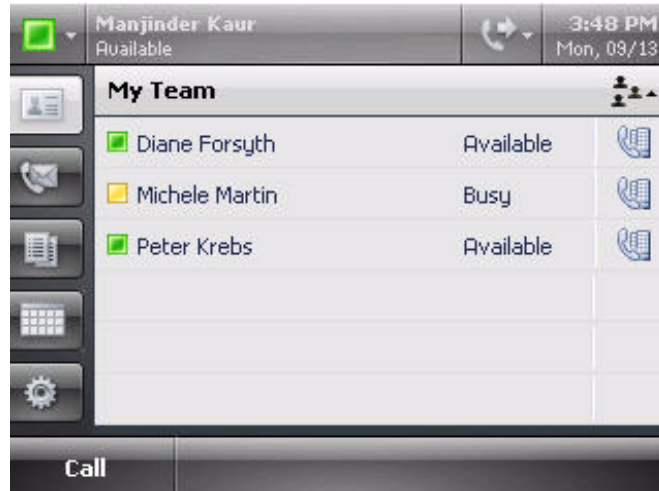 Manjinder Kaur
Available
3:48 PM
Mon, 09/13
My Team
Diane Forsyth Available
Michele Martin Busy
Peter Krebs Available
Call